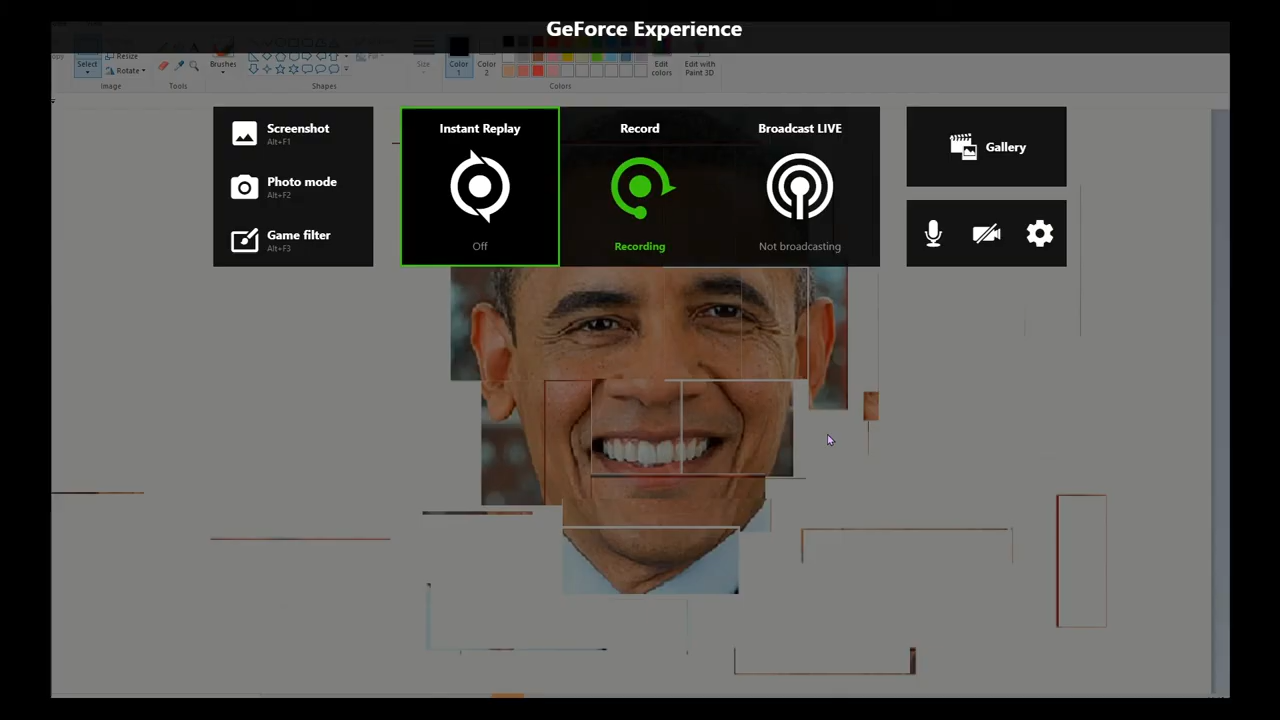 GeForce Experience
Resize
Select
Rotate
Brushes
Size
Color
1
Color
2
Edit
colors
Edit with
Paint 3D
Image
Tools
Shapes
Colors
Screenshot
Alt+F1
Photo mode
Alt+F2
Game filter
Alt+F3
Instant Replay
Off
Record
Recording
Broadcast LIVE
Not broadcasting
Gallery